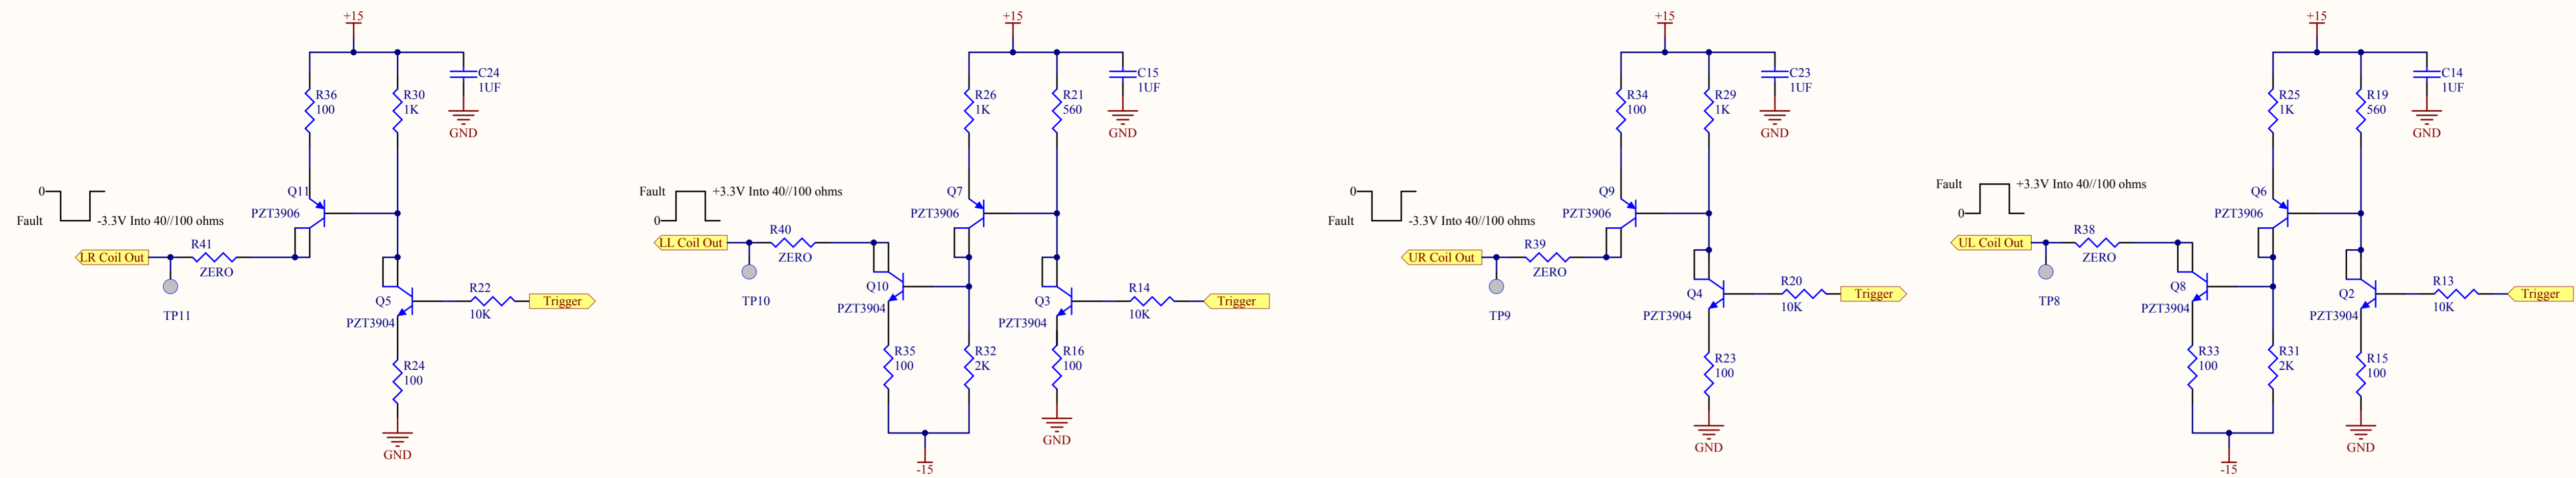 +15
C24
1UF
GND
R36
100
R30
1K
Q11
PZT3906
0
Fault
-3.3V Into 40//100 ohms
LR Coil Out
R41
ZERO
TP11
Q5
PZT3904
R22
10K
Trigger
R24
100
GND
+15
C15
1UF
GND
R26
1K
R21
560
Fault
+3.3V Into 40//100 ohms
0
Q7
PZT3906
LL Coil Out
R40
ZERO
TP10
Q10
PZT3904
Q3
PZT3904
R14
10K
Trigger
R35
100
R32
2K
R16
100
GND
-15
+15
C23
1UF
GND
R34
100
R29
1K
Q9
PZT3906
0
Fault
-3.3V Into 40//100 ohms
UR Coil Out
R39
ZERO
TP9
Q4
PZT3904
R20
10K
Trigger
R23
100
GND
+15
C14
1UF
GND
R25
1K
R19
560
Fault
+3.3V Into 40//100 ohms
0
Q6
PZT3906
UL Coil Out
R38
ZERO
TP8
Q8
PZT3904
Q2
PZT3904
R13
10K
Trigger
R33
100
R31
2K
R15
100
GND
-15